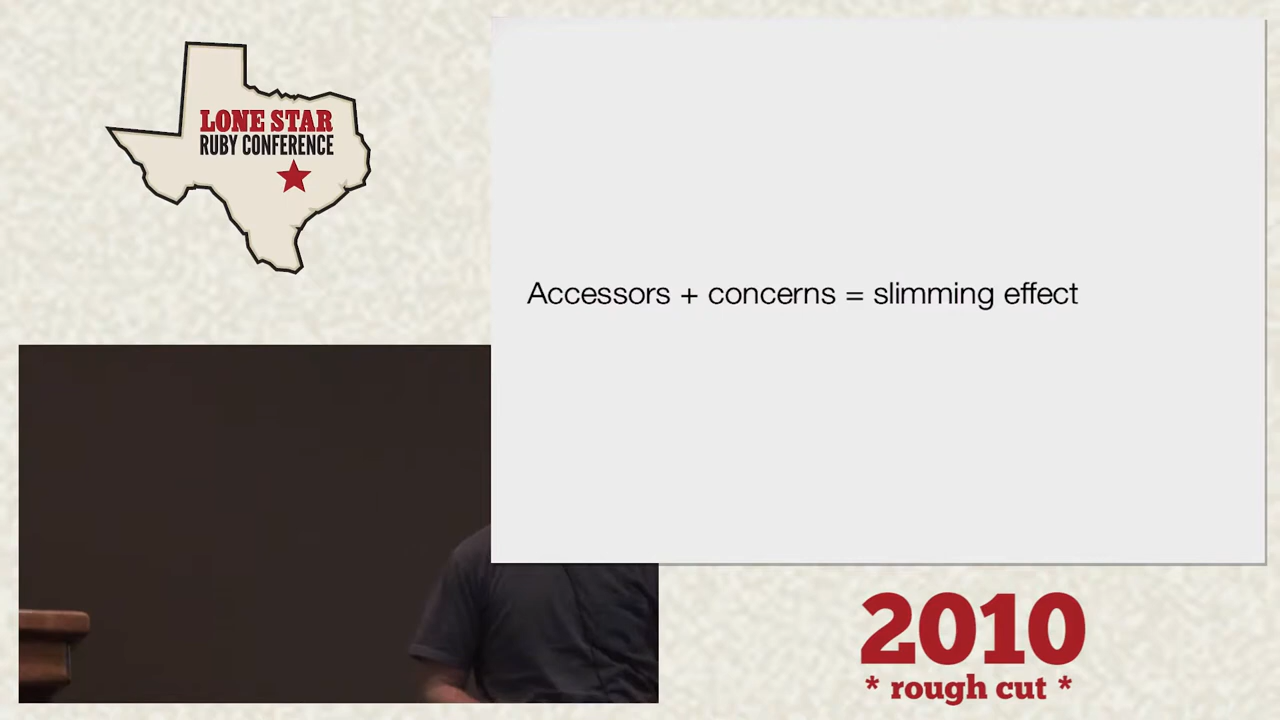 LONE STAR
RUBY CONFERENCE
Accessors + concerns = slimming effect
2010
* rough cut *